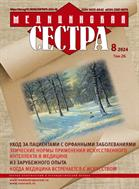 МЕДИЦИНСКАЯ
СЕСТРА
8 2024
Том 26
УХОД ЗА ПАЦИЕНТАМИ С ОРФАННЫМИ ЗАБОЛЕВАНИЯМИ
ЭТИЧЕСКИЕ НОРМЫ ПРИМЕНЕНИЯ ИСКУССТВЕННОГО
ИНТЕЛЛЕКТА В МЕДИЦИНЕ
ИЗ ЗАРУБЕЖНОГО ОПЫТА
КОГДА МЕДИЦИНА ВСТРЕЧАЕТСЯ С ИСКУССТВОМ